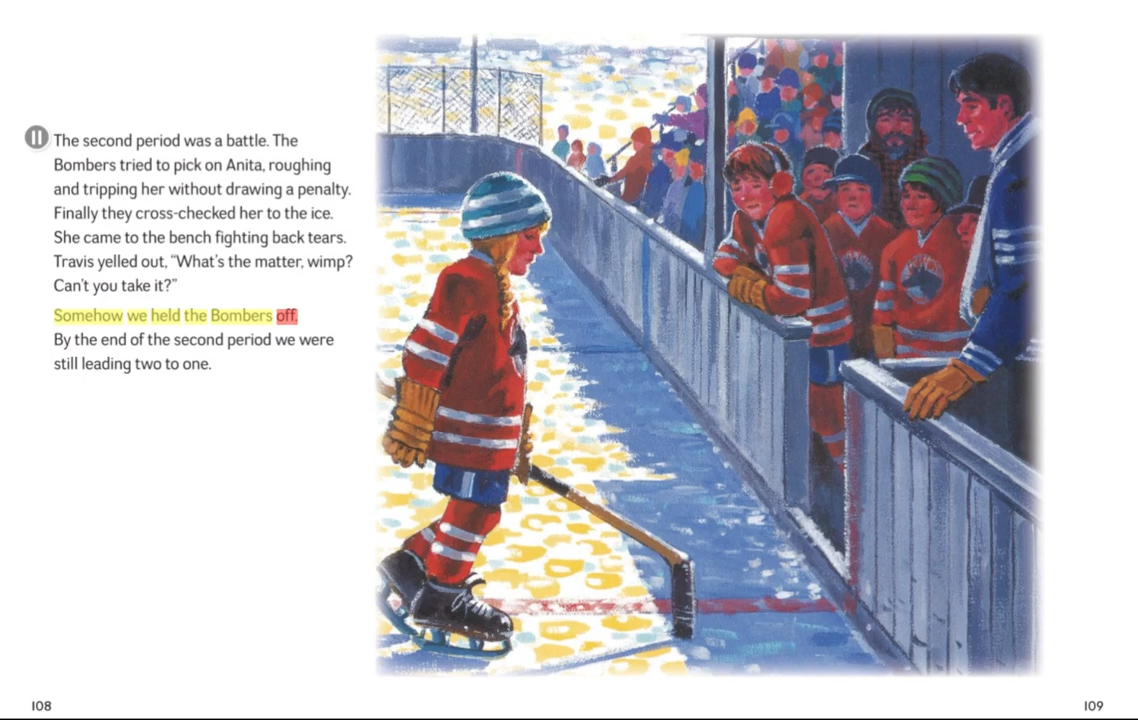 The second period was a battle. The
Bombers tried to pick on Anita, roughing
and tripping her without drawing a penalty.
Finally they cross-checked her to the ice.
She came to the bench fighting back tears.
Travis yelled out, “What's the matter, wimp?
Can't you take it?”
Somehow we held the Bombers off.
By the end of the second period we were
still leading two to one.
108
109